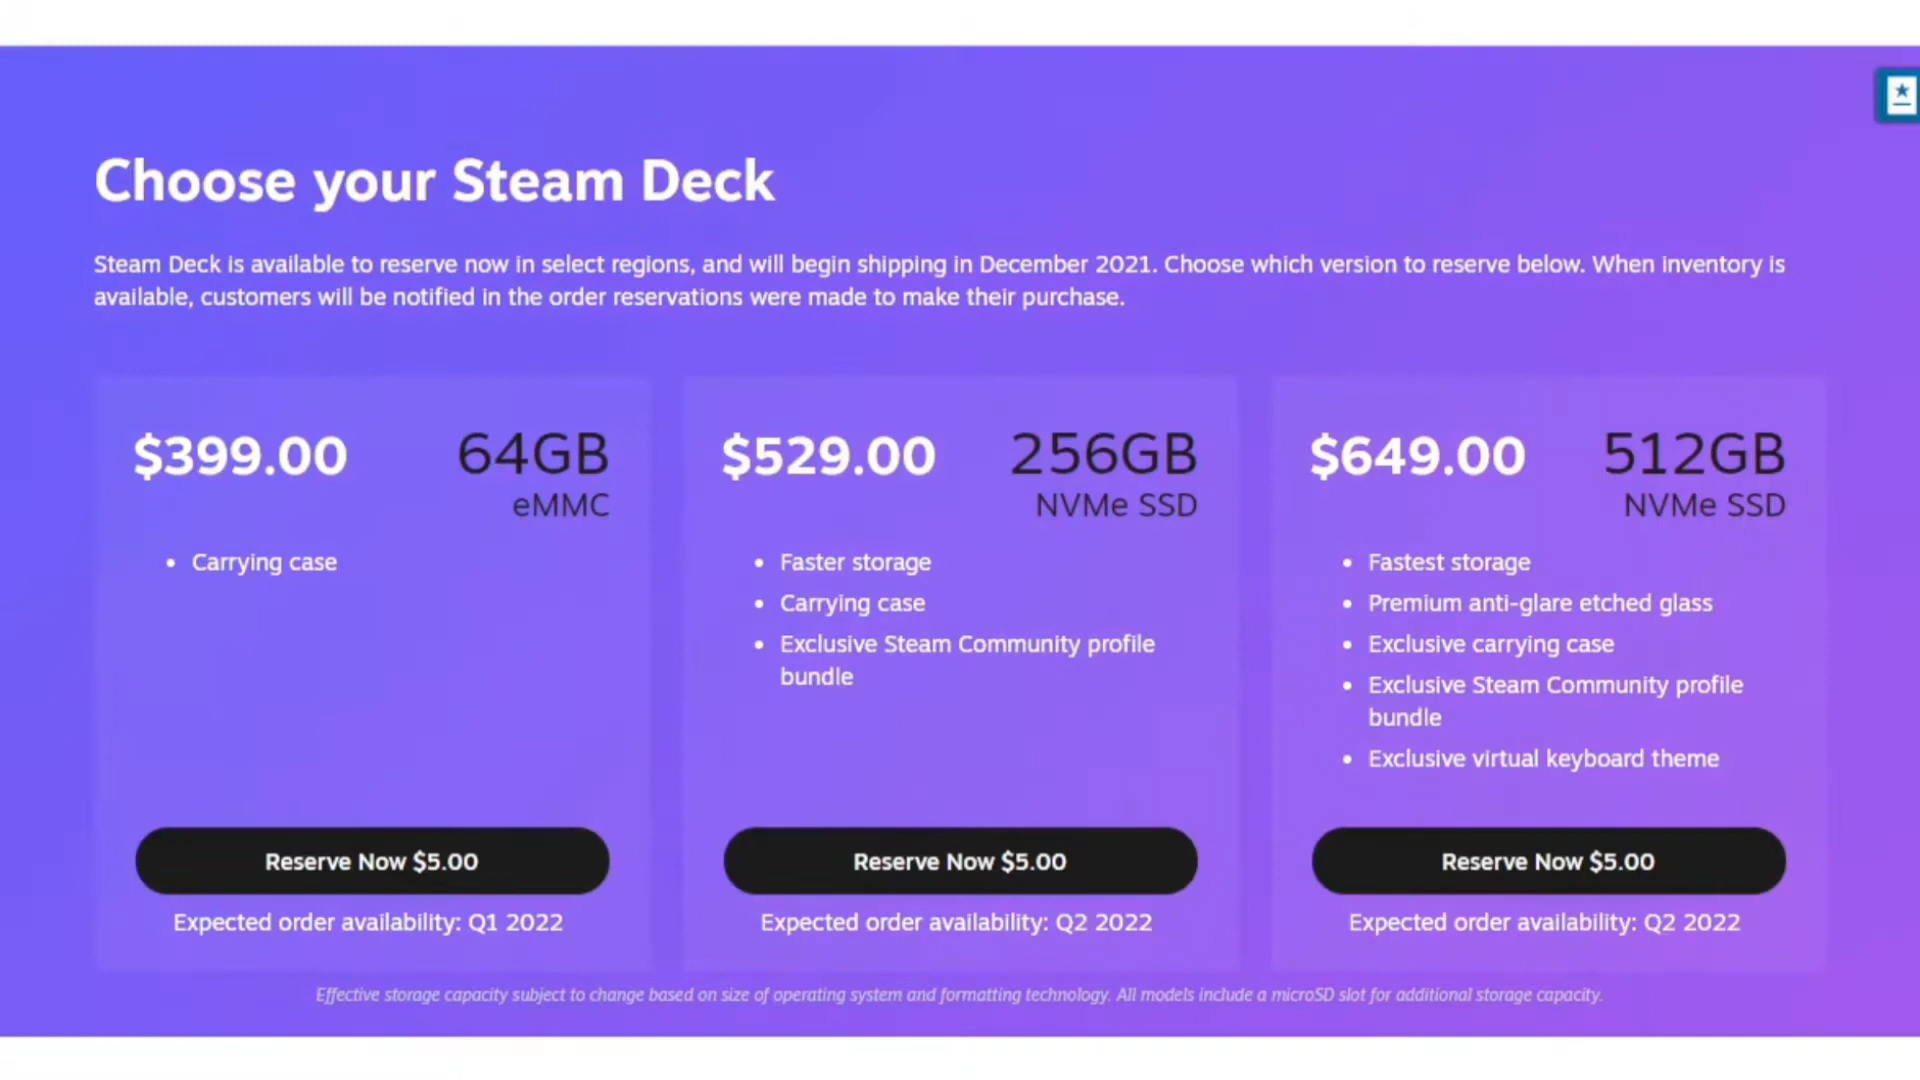 Choose your Steam Deck
Steam Deck is available to reserve now in select regions, and will begin shipping in December 2021. Choose which version to reserve below. When inventory is
available, customers will be notified in the order reservations were made to make their purchase.
$399.00
64GB
eMMC
• Carrying case
Reserve Now $5.00
Expected order availability: Q1 2022
$529.00
256GB
NVMe SSD
• Faster storage
• Carrying case
• Exclusive Steam Community profile
bundle
Reserve Now $5.00
Expected order availability: Q2 2022
$649.00
512GB
NVMe SSD
• Fastest storage
• Premium anti-glare etched glass
• Exclusive carrying case
• Exclusive Steam Community profile
bundle
• Exclusive virtual keyboard theme
Reserve Now $5.00
Expected order availability: Q2 2022
Effective storage capacity subject to change based on size of operating system and formatting technology. All models include a microSD slot for additional storage capacity.